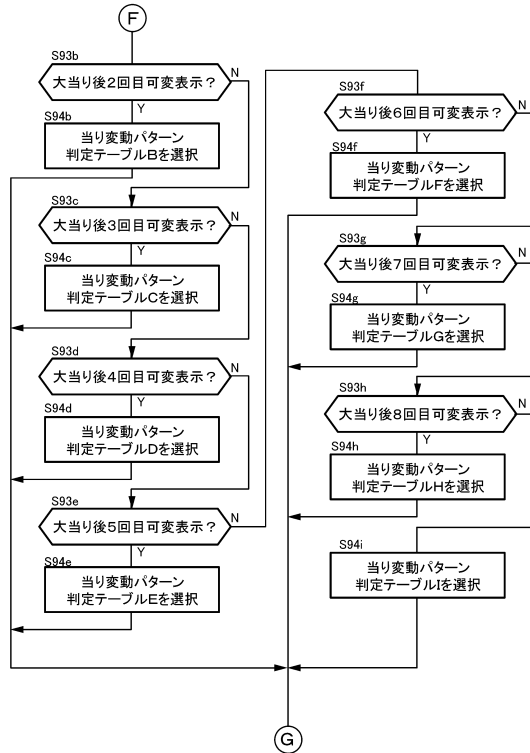 F
S93b
大当り後2回目可変表示？
N
Y
S94b
当り変動パターン
判定テーブルBを選択
S93c
大当り後3回目可変表示？
N
Y
S94c
当り変動パターン
判定テーブルCを選択
S93d
大当り後4回目可変表示？
N
Y
S94d
当り変動パターン
判定テーブルDを選択
S93e
大当り後5回目可変表示？
N
Y
S94e
当り変動パターン
判定テーブルEを選択
S93f
大当り後6回目可変表示？
N
Y
S94f
当り変動パターン
判定テーブルFを選択
S93g
大当り後7回目可変表示？
N
Y
S94g
当り変動パターン
判定テーブルGを選択
S93h
大当り後8回目可変表示？
N
Y
S94h
当り変動パターン
判定テーブルHを選択
S94i
当り変動パターン
判定テーブルIを選択
G